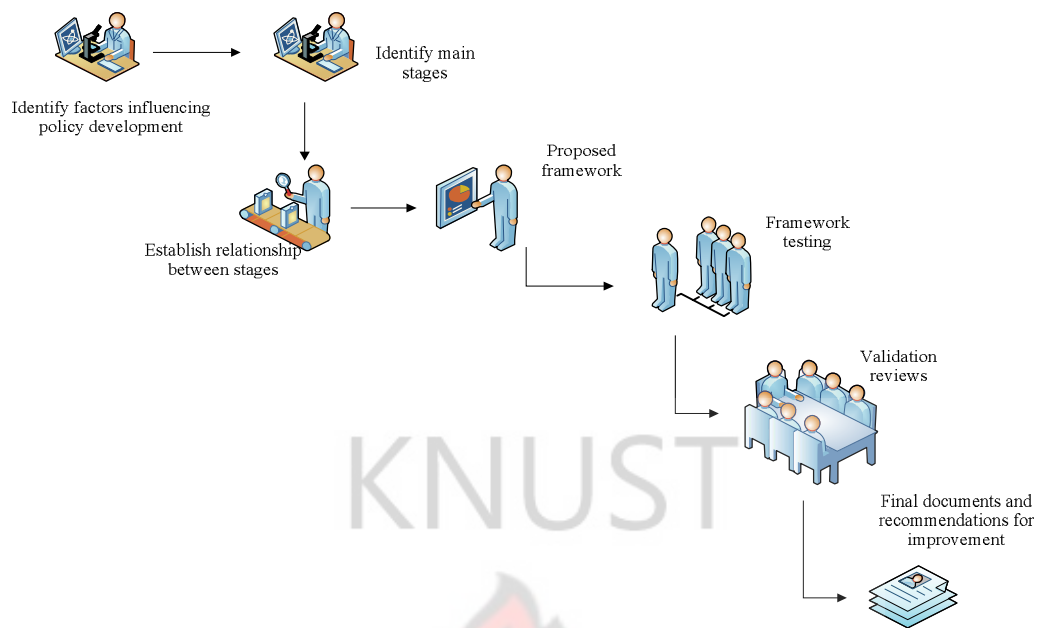 Identify factors influencing
policy development
Identify main
stages
Establish relationship
between stages
Proposed
framework
Framework
testing
Validation
reviews
KNUST
Final documents and
recommendations for
improvement